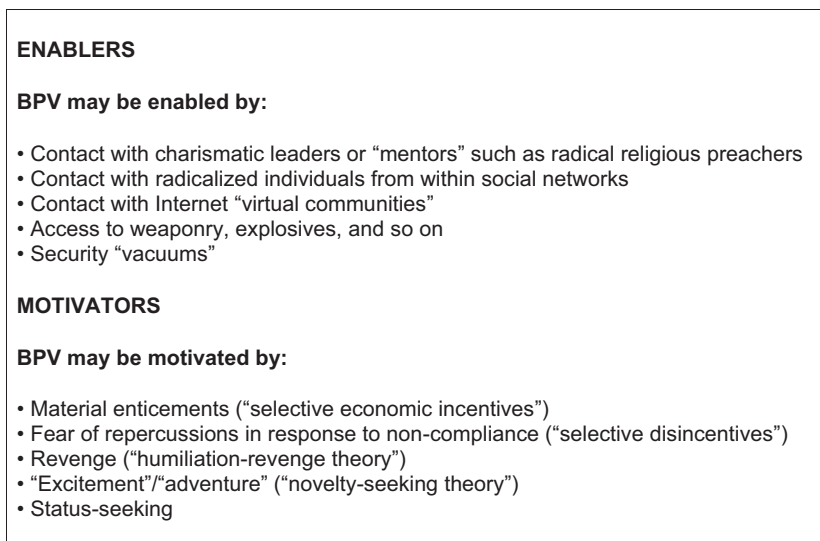 ENABLERS
BPV may be enabled by:
• Contact with charismatic leaders or “mentors” such as radical religious preachers
• Contact with radicalized individuals from within social networks
• Contact with Internet “virtual communities”
• Access to weaponry, explosives, and so on
• Security “vacuums”
MOTIVATORS
BPV may be motivated by:
• Material enticements (“selective economic incentives”)
• Fear of repercussions in response to non-compliance (“selective disincentives”)
• Revenge (“humiliation-revenge theory”)
• “Excitement”/“adventure” (“novelty-seeking theory”)
• Status-seeking